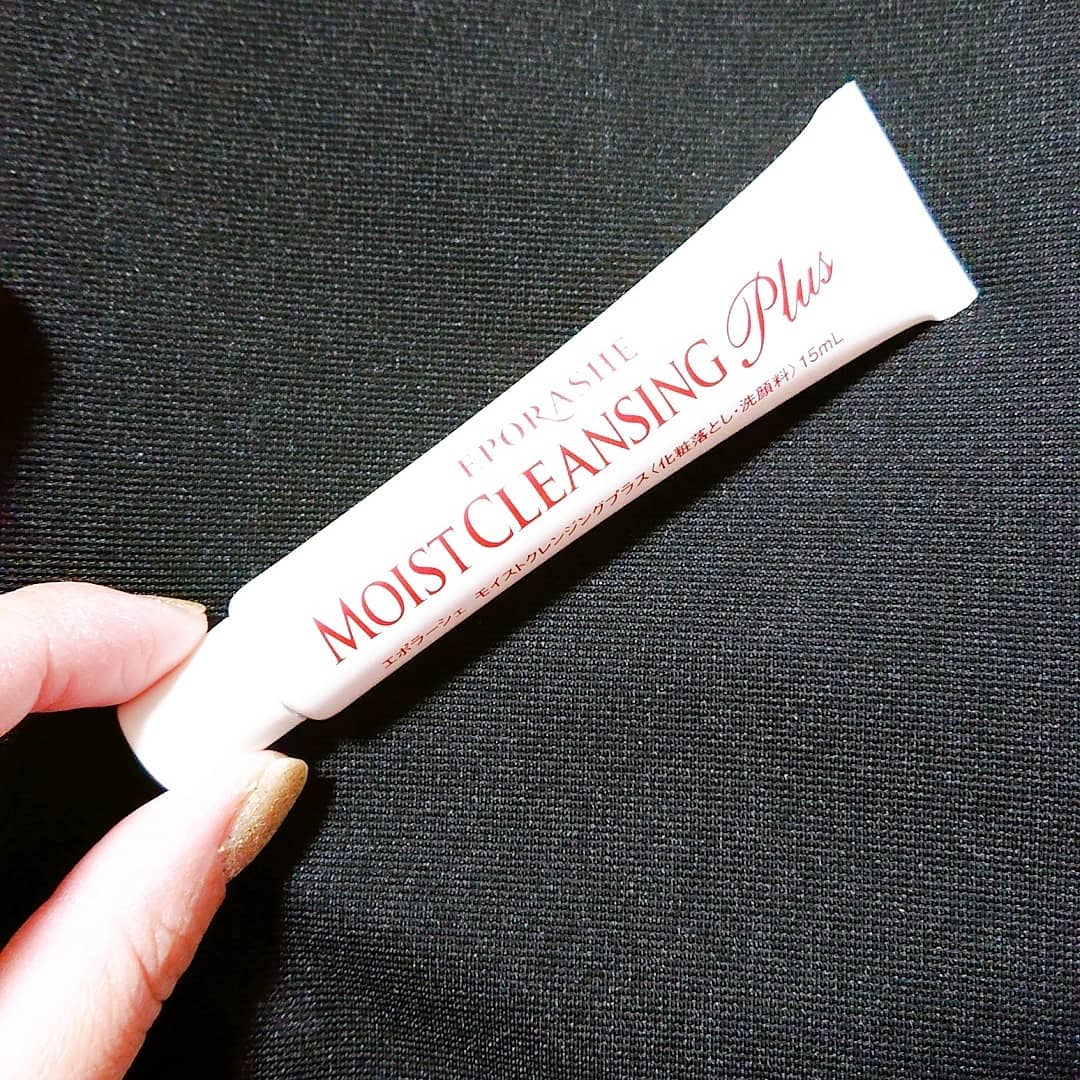 EPORASHE
MOIST CLEANSING Plus
エポラーシェ モイストクレンジングプラス〈化粧落とし・洗顔料〉15mL